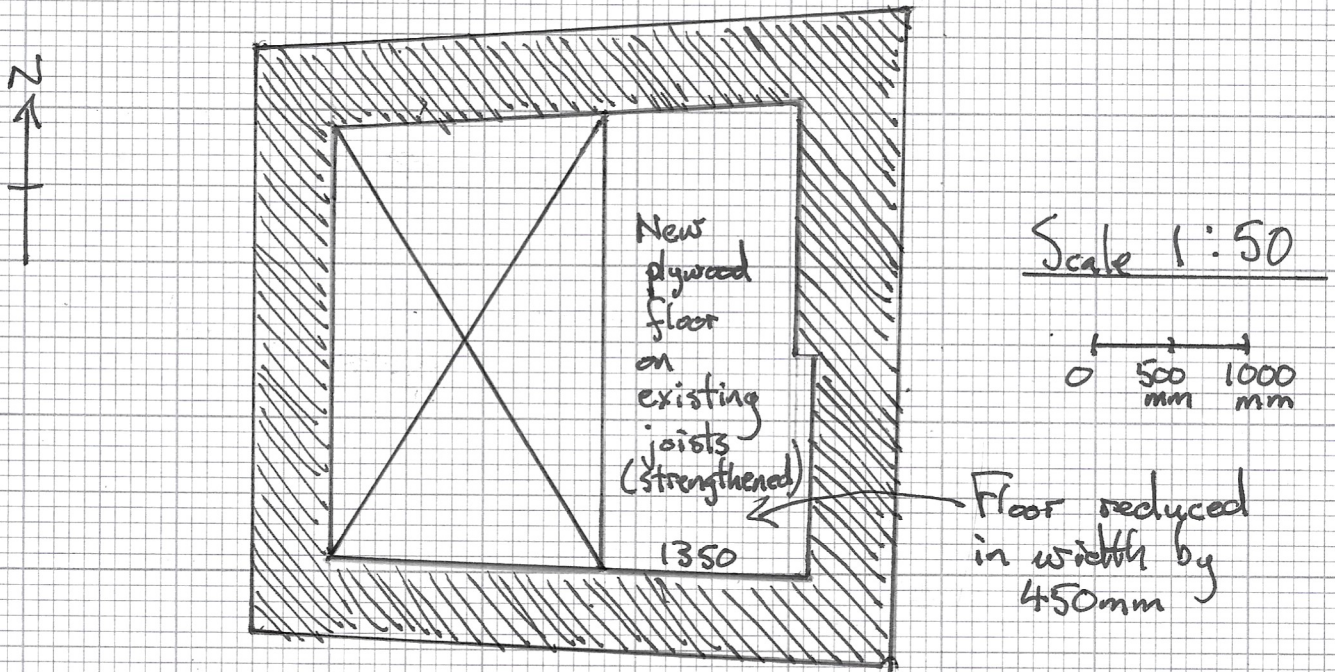 N
New
plywood
floor
on
existing
joists
(strengthened)
1350
Scale 1:50
0 500 1000
mm mm
Floor reduced
in width by
450mm